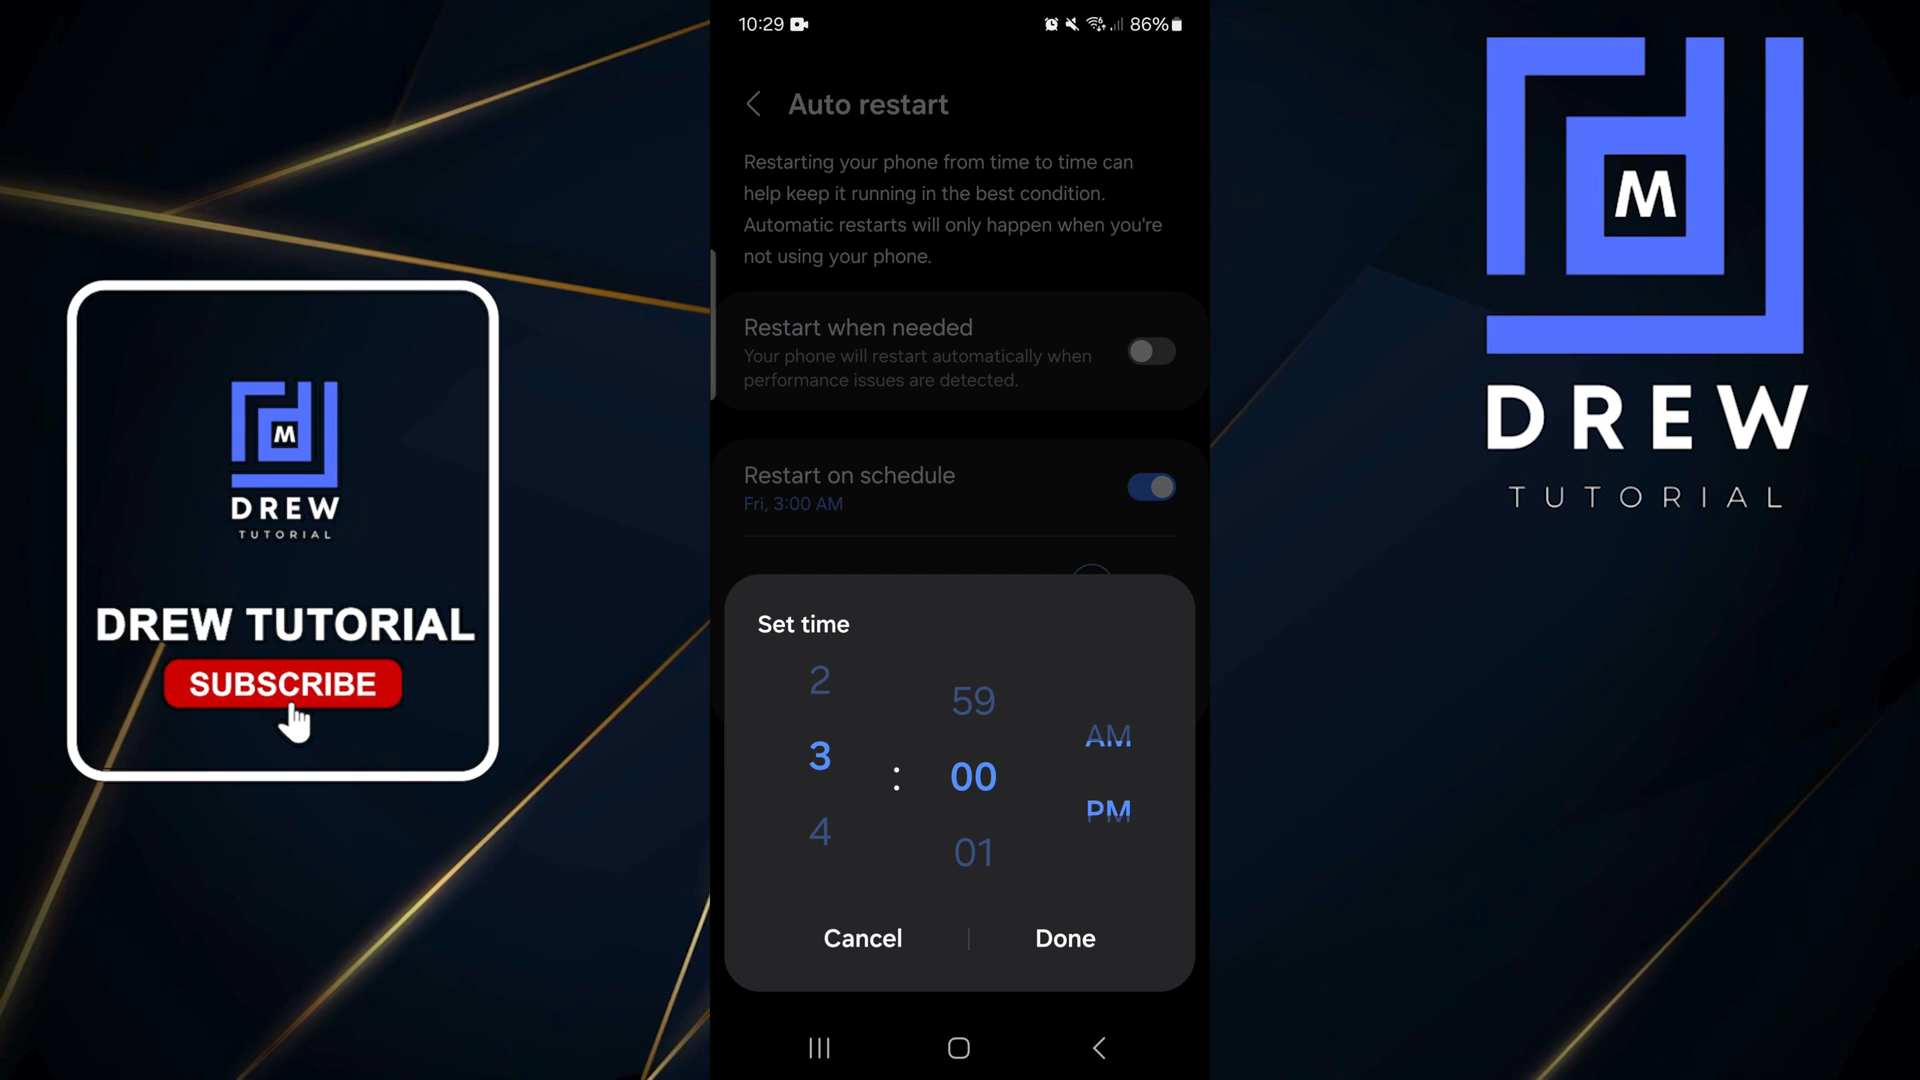 10:29
86%
Auto restart
Restarting your phone from time to time can
help keep it running in the best condition.
Automatic restarts will only happen when you're
not using your phone.
Restart when needed
Your phone will restart automatically when
performance issues are detected.
Restart on schedule
Fri, 3:00 AM
Set time
2
59
AM
3
:
00
PM
4
01
Cancel
Done
M
DREW
TUTORIAL
DREW TUTORIAL
SUBSCRIBE
M
DREW
TUTORIAL